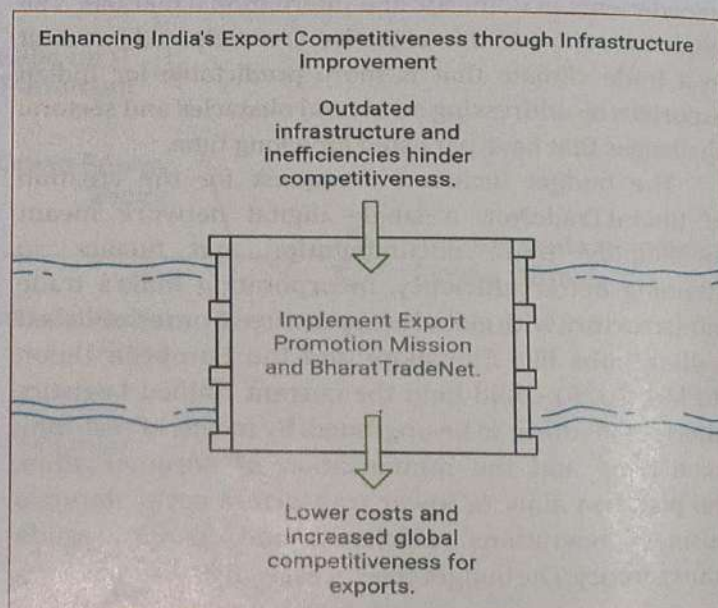 Enhancing India's Export Competitiveness through Infrastructure
Improvement
Outdated
infrastructure and
inefficiencies hinder
competitiveness.
Implement Export
Promotion Mission
and BharatTradeNet.
Lower costs and
increased global
competitiveness for
exports.